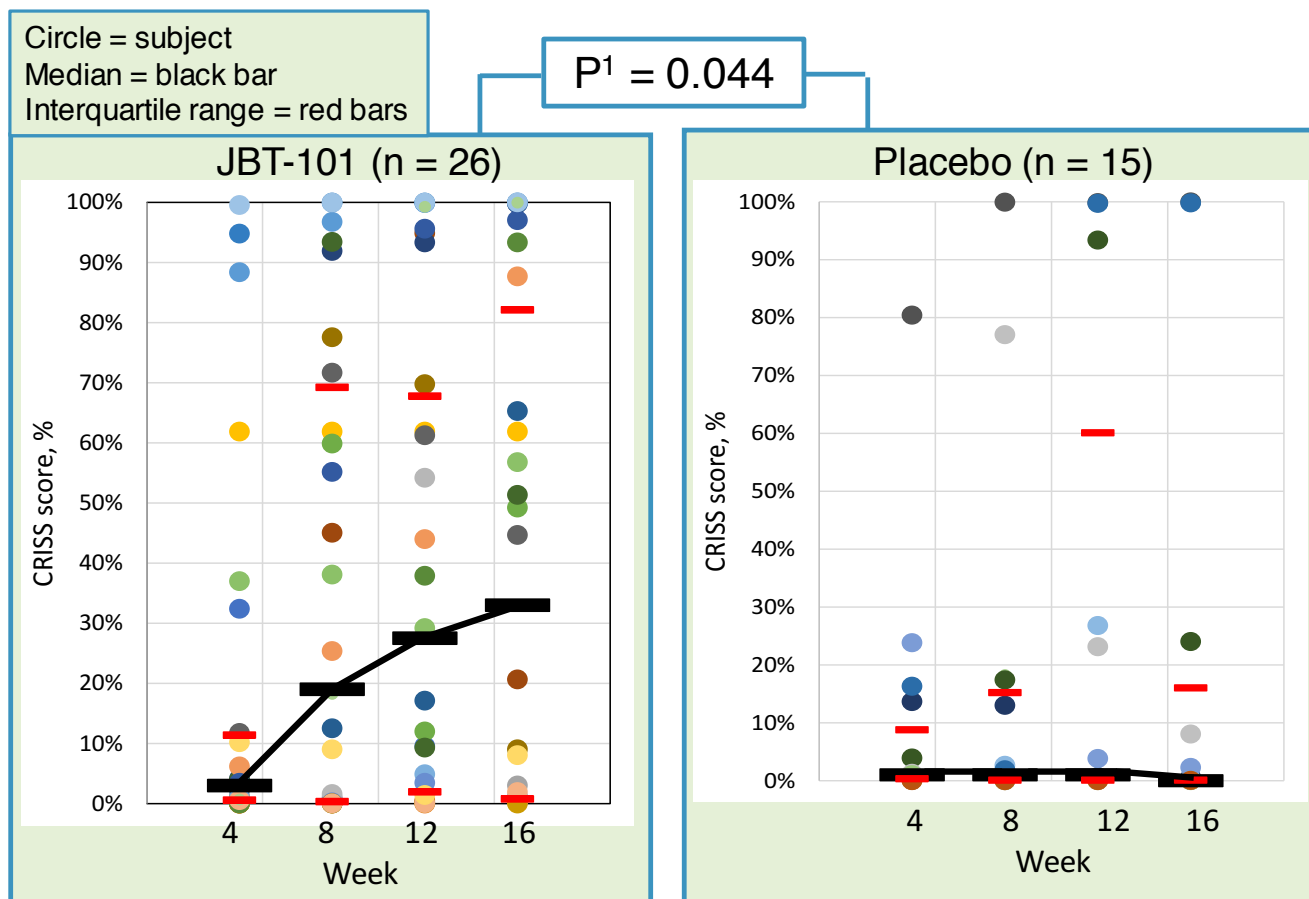 Circle = subject
Median = black bar
Interquartile range = red bars
P¹ = 0.044
JBT-101 (n = 26)
CRISS score, %
100%
90%
80%
70%
60%
50%
40%
30%
20%
10%
0%
4 8 12 16
Week
Placebo (n = 15)
CRISS score, %
100%
90%
80%
70%
60%
50%
40%
30%
20%
10%
0%
4 8 12 16
Week